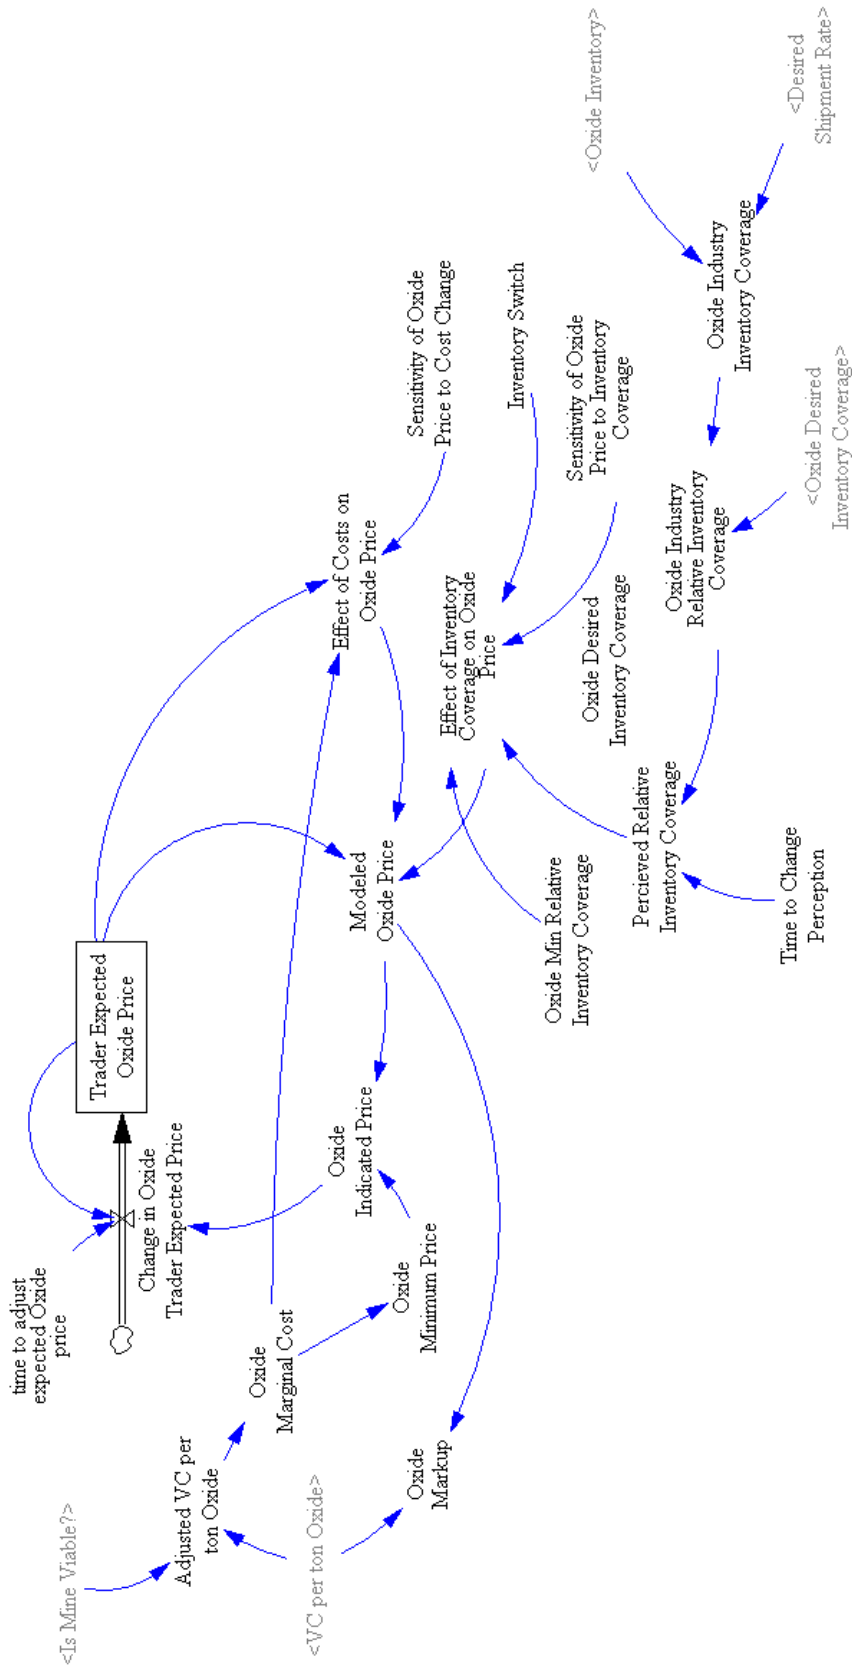 <Is Mine Viable?>
time to adjust
expected Oxide
price
Change in Oxide
Trader Expected Price
Trader Expected
Oxide Price
Adjusted VC per
ton Oxide
<VC per ton Oxide>
Oxide
Marginal Cost
Oxide
Markup
Oxide
Minimum Price
Oxide
Indicated Price
Modeled
Oxide Price
Effect of Costs on
Oxide Price
Sensitivity of Oxide
Price to Cost Change
Inventory Switch
Effect of Inventory
Coverage on Oxide
Price
Sensitivity of Oxide
Price to Inventory
Coverage
Oxide Min Relative
Inventory Coverage
Oxide Desired
Inventory Coverage
Percieved Relative
Inventory Coverage
Time to Change
Perception
Oxide Industry
Relative Inventory
Coverage
<Oxide Desired
Inventory Coverage>
Oxide Industry
Inventory Coverage
<Oxide Inventory>
<Desired
Shipment Rate>